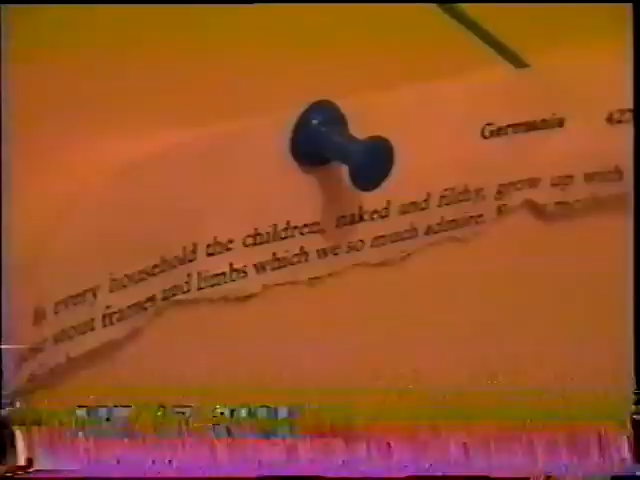 Germania 427
In every household the children, naked and filthy, grow up with
stout frames and limbs which we so much admire.